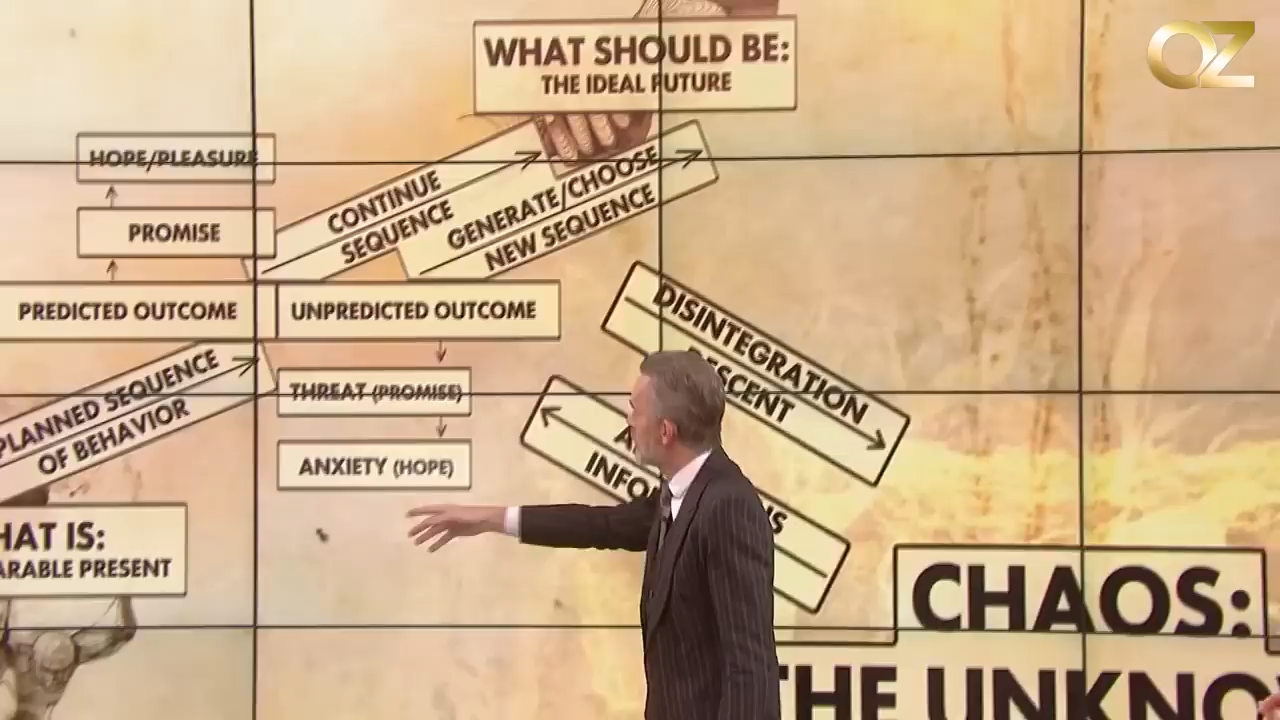 OZ
WHAT SHOULD BE:
THE IDEAL FUTURE
HOPE/PLEASURE
PROMISE
CONTINUE
SEQUENCE
GENERATE/CHOOSE
NEW SEQUENCE
PREDICTED OUTCOME
UNPREDICTED OUTCOME
THREAT (PROMISE)
ANXIETY (HOPE)
PLANNED SEQUENCE
OF BEHAVIOR
DISINTEGRATION
HAT IS:
ARABLE PRESENT
CHAOS:
THE UNKNO